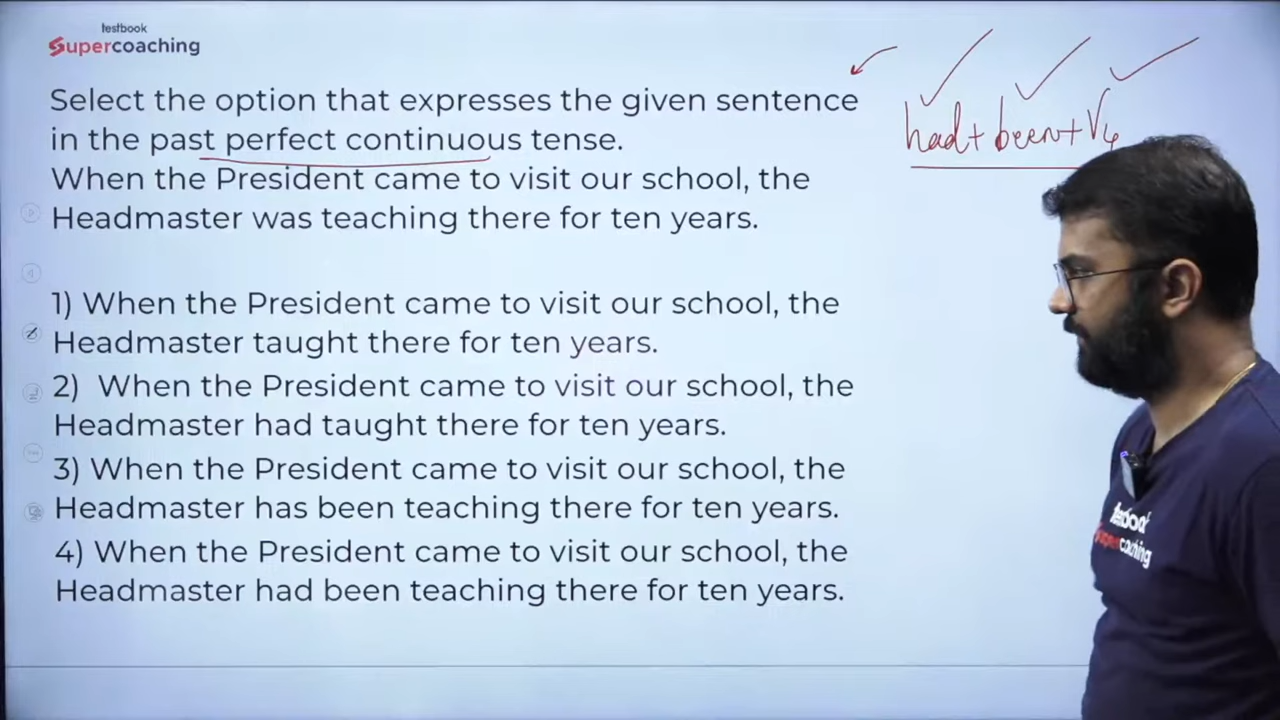 testbook
Supercoaching
had + been + V4
Select the option that expresses the given sentence
in the past perfect continuous tense.
When the President came to visit our school, the
Headmaster was teaching there for ten years.
1) When the President came to visit our school, the
Headmaster taught there for ten years.
2) When the President came to visit our school, the
Headmaster had taught there for ten years.
3) When the President came to visit our school, the
Headmaster has been teaching there for ten years.
4) When the President came to visit our school, the
Headmaster had been teaching there for ten years.
testbook
supercoaching